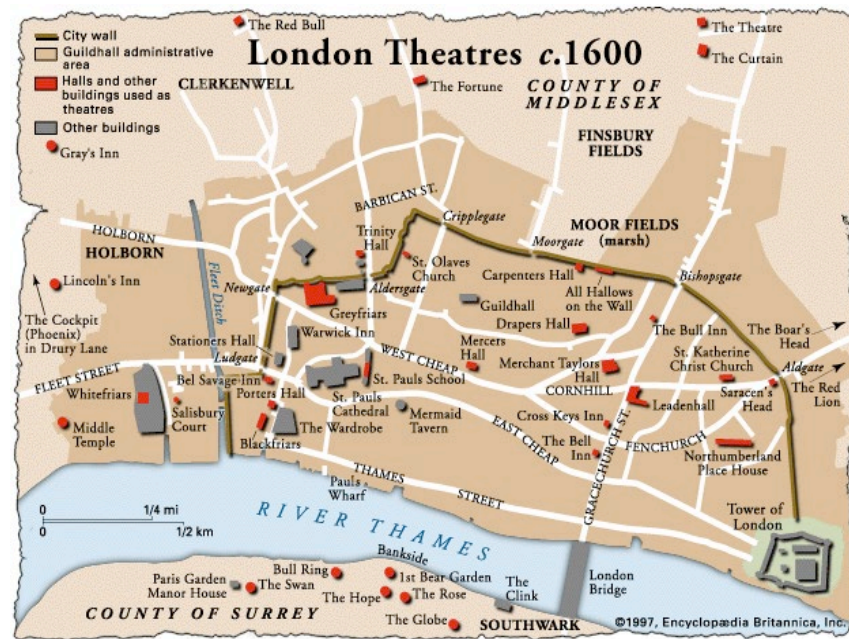 London Theatres c.1600
City wall
Guildhall administrative
area
Halls and other
buildings used as
theatres
Other buildings
The Red Bull
The Theatre
The Curtain
CLERKENWELL
The Fortune
COUNTY OF
MIDDLESEX
Gray's Inn
FINSBURY
FIELDS
BARBICAN ST.
Cripplegate
HOLBORN
HOLBORN
Trinity
Hall
St. Olaves
Church
Moorgate
MOOR FIELDS
(marsh)
Carpenters Hall
Bishopsgate
Lincoln's Inn
Fleet Ditch
Newgate
Aldersgate
All Hallows
on the Wall
Guildhall
Greyfriars
The Cockpit
(Phoenix)
in Drury Lane
Stationers Hall
Warwick Inn
Drapers Hall
The Bull Inn
The Boar's
Head
Ludgate
WEST CHEAP
Mercers
Hall
Merchant Taylors
Hall
St. Katherine
Christ Church
Aldgate
FLEET STREET
Bel Savage Inn
St. Pauls School
CORNHILL
Saracen's
Head
The Red
Lion
Whitefriars
Porters Hall
St. Pauls
Cathedral
Mermaid
Tavern
Leadenhall
Salisbury
Court
Cross Keys Inn
Middle
Temple
The Wardrobe
EAST CHEAP
FENCHURCH
Blackfriars
The Bell
Inn
GRACECHURCH ST.
Northumberland
Place House
THAMES
STREET
Pauls
Wharf
Tower of
London
0 1/4 mi
0 1/2 km
RIVER THAMES
Bankside
Bull Ring
1st Bear Garden
The
Clink
London
Bridge
Paris Garden
Manor House
The Swan
The Hope
The Rose
COUNTY OF SURREY
The Globe
SOUTHWARK
©1997, Encyclopædia Britannica, Inc.